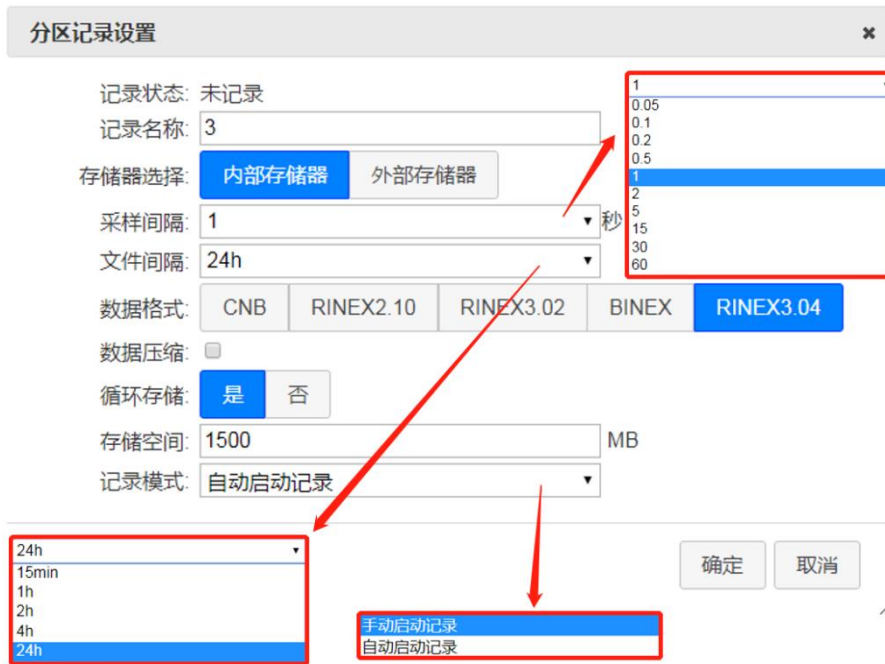 分区记录设置
记录状态: 未记录
记录名称: 3
存储器选择: 内部存储器 外部存储器
采样间隔: 1 秒
文件间隔: 24h
数据格式: CNB RINEX2.10 RINEX3.02 BINEX RINEX3.04
数据压缩:
循环存储: 是 否
存储空间: 1500 MB
记录模式: 自动启动记录
1
0.05
0.1
0.2
0.5
1
2
5
15
30
60
24h
15min
1h
2h
4h
24h
手动启动记录
自动启动记录
确定 取消